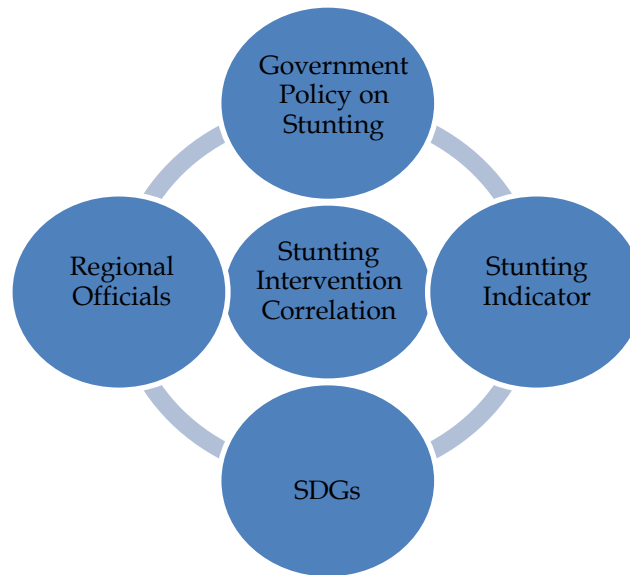 Government
Policy on
Stunting
Regional
Officials
Stunting
Intervention
Correlation
Stunting
Indicator
SDGs